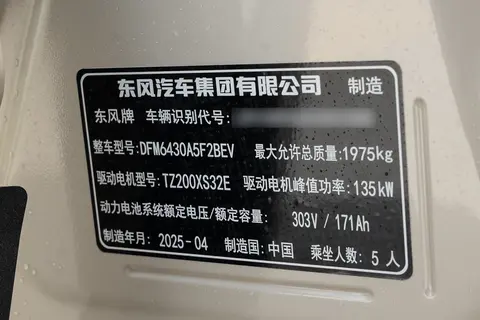 东风汽车集团有限公司 制造
东风牌 车辆识别代号:
整车型号:DFM6430A5F2BEV 最大允许总质量:1975kg
驱动电机型号:TZ200XS32E 驱动电机峰值功率:135kW
动力电池系统额定电压/额定容量: 303V / 171Ah
制造年月: 2025-04 制造国: 中国 乘坐人数: 5 人